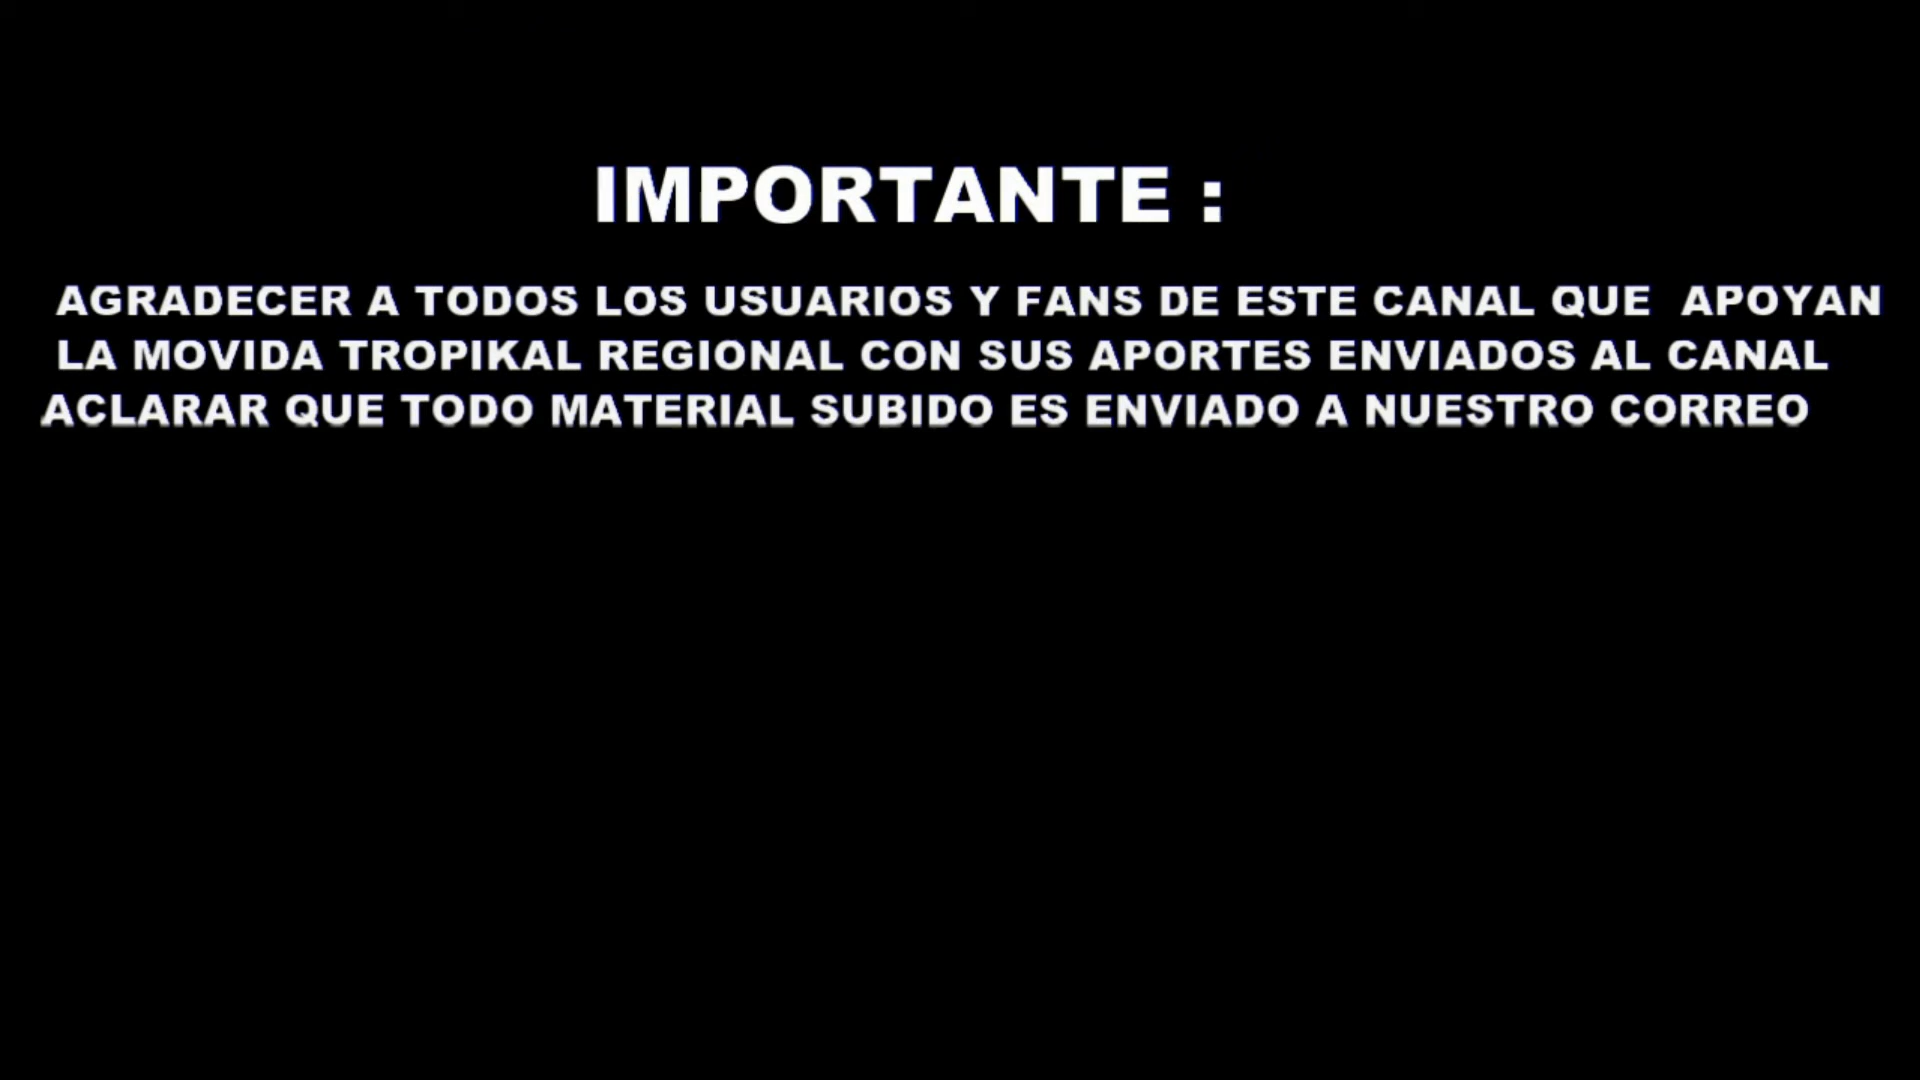 IMPORTANTE :
AGRADECER A TODOS LOS USUARIOS Y FANS DE ESTE CANAL QUE  APOYAN
LA MOVIDA TROPIKAL REGIONAL CON SUS APORTES ENVIADOS AL CANAL
ACLARAR QUE TODO MATERIAL SUBIDO ES ENVIADO A NUESTRO CORREO